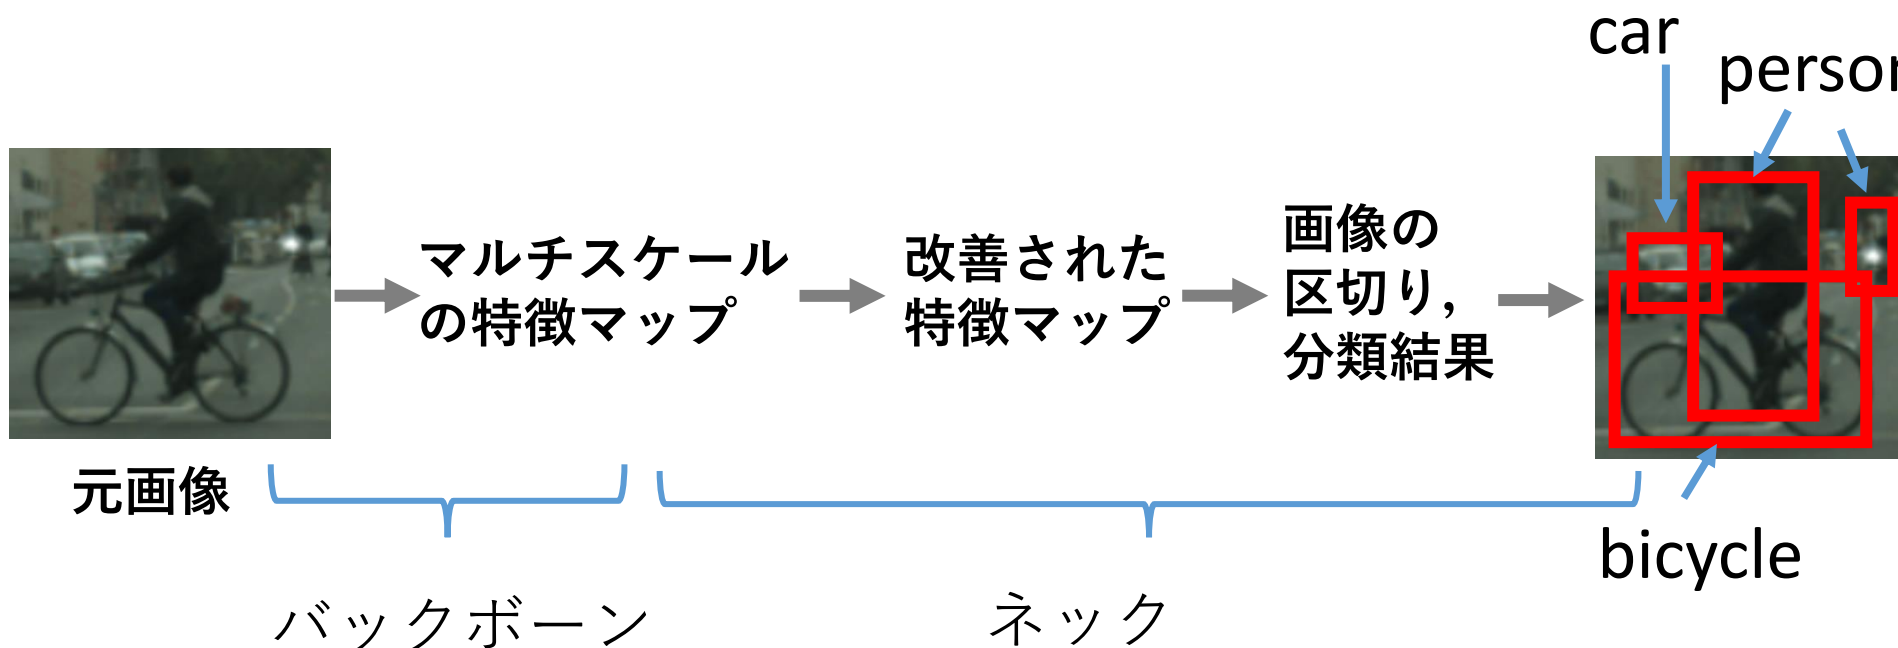 car
person
マルチスケール
の特徴マップ
改善された
特徴マップ
画像の
区切り,
分類結果
元画像
bicycle
バックボーン
ネック